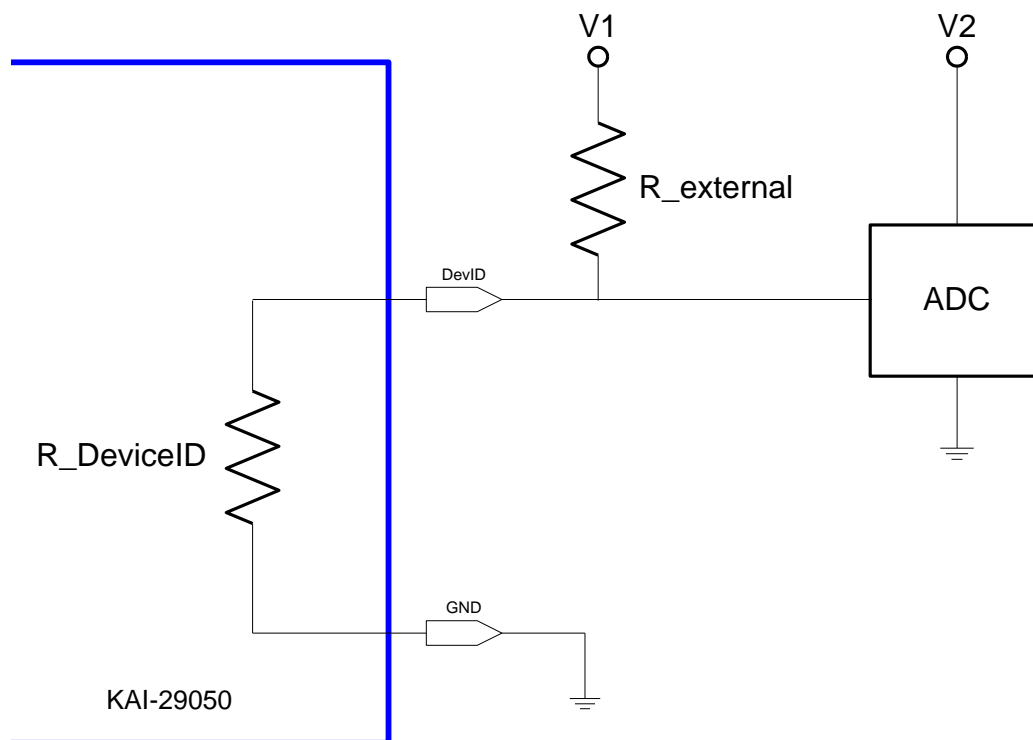 V1
V2
R_external
DevID
ADC
R_DeviceID
GND
KAI-29050